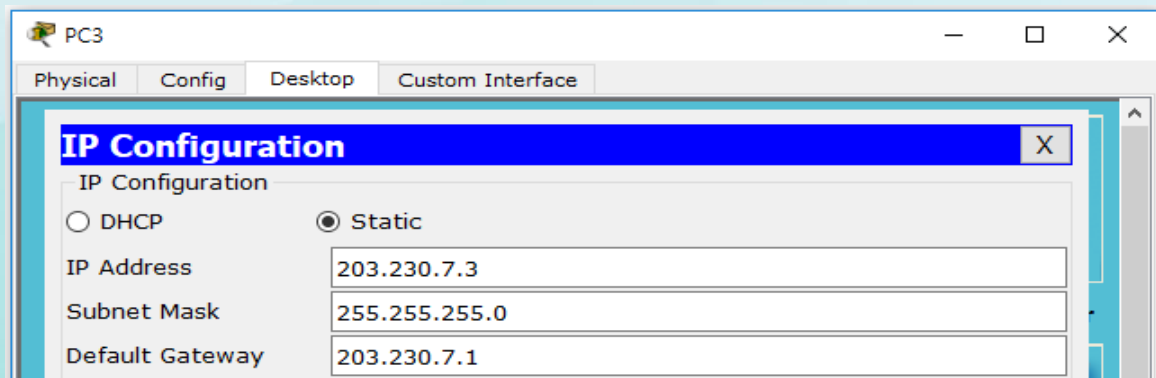 PC3
Physical Config Desktop Custom Interface
IP Configuration X
IP Configuration
DHCP Static
IP Address 203.230.7.3
Subnet Mask 255.255.255.0
Default Gateway 203.230.7.1